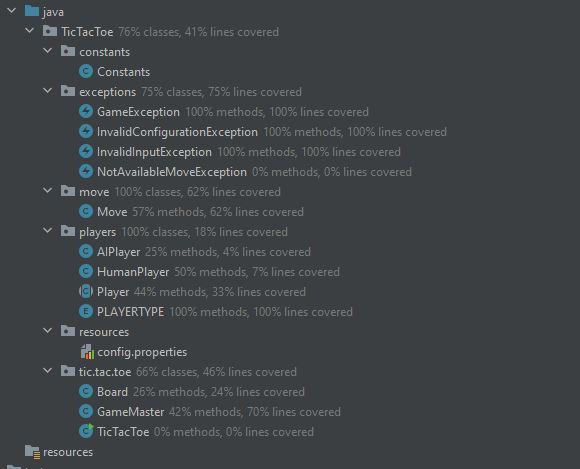 java
TicTacToe 76% classes, 41% lines covered
constants
Constants
exceptions 75% classes, 75% lines covered
GameException 100% methods, 100% lines covered
InvalidConfigurationException 100% methods, 100% lines covered
InvalidInputException 100% methods, 100% lines covered
NotAvailableMoveException 0% methods, 0% lines covered
move 100% classes, 62% lines covered
Move 57% methods, 62% lines covered
players 100% classes, 18% lines covered
AIPlayer 25% methods, 4% lines covered
HumanPlayer 50% methods, 7% lines covered
Player 44% methods, 33% lines covered
PLAYERTYPE 100% methods, 100% lines covered
resources
config.properties
tic.tac.toe 66% classes, 46% lines covered
Board 26% methods, 24% lines covered
GameMaster 42% methods, 70% lines covered
TicTacToe 0% methods, 0% lines covered
resources